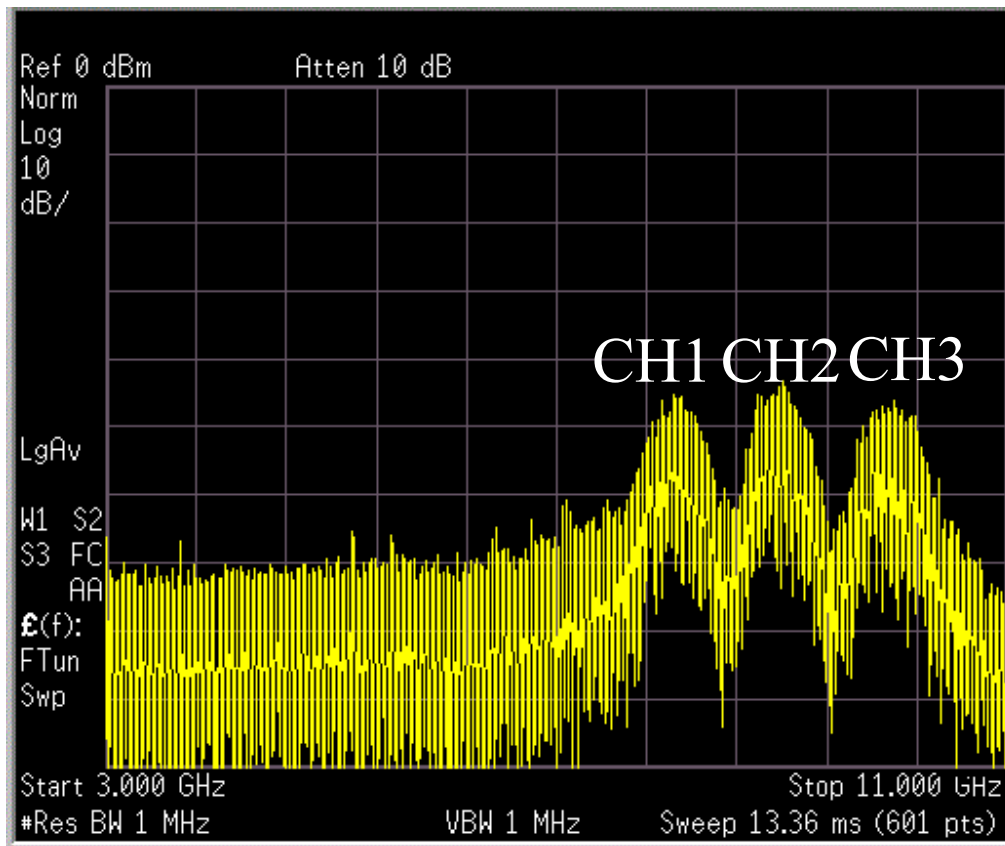 Ref 0 dBm Atten 10 dB
Norm
Log
10
dB/
CH1 CH2 CH3
LgAv
W1 S2
S3 FC
AA
£(f):
FTun
Swp
Start 3.000 GHz Stop 11.000 GHz
#Res BW 1 MHz VBW 1 MHz Sweep 13.36 ms (601 pts)